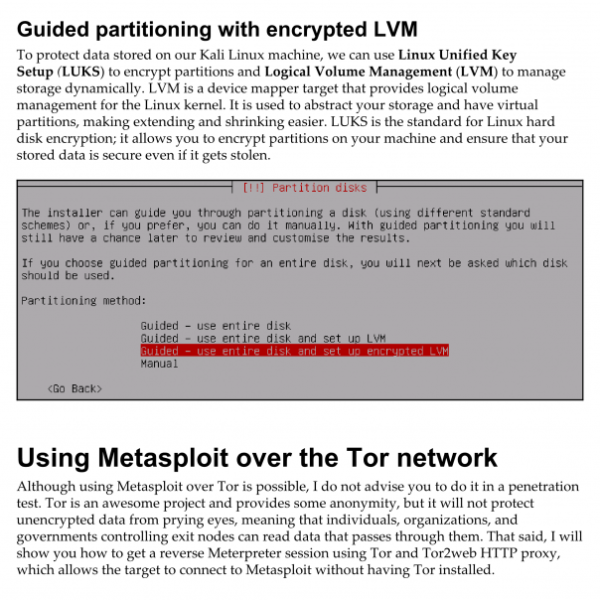 Guided partitioning with encrypted LVM
To protect data stored on our Kali Linux machine, we can use Linux Unified Key
Setup (LUKS) to encrypt partitions and Logical Volume Management (LVM) to manage
storage dynamically. LVM is a device mapper target that provides logical volume
management for the Linux kernel. It is used to abstract your storage and have virtual
partitions, making extending and shrinking easier. LUKS is the standard for Linux hard
disk encryption; it allows you to encrypt partitions on your machine and ensure that your
stored data is secure even if it gets stolen.
[!!] Partition disks
The installer can guide you through partitioning a disk (using different standard
schemes) or, if you prefer, you can do it manually. With guided partitioning you will
still have a chance later to review and customise the results.
If you choose guided partitioning for an entire disk, you will next be asked which disk
should be used.
Partitioning method:
Guided - use entire disk
Guided - use entire disk and set up LVM
Guided - use entire disk and set up encrypted LVM
Manual
<Go Back>
Using Metasploit over the Tor network
Although using Metasploit over Tor is possible, I do not advise you to do it in a penetration
test. Tor is an awesome project and provides some anonymity, but it will not protect
unencrypted data from prying eyes, meaning that individuals, organizations, and
governments controlling exit nodes can read data that passes through them. That said, I will
show you how to get a reverse Meterpreter session using Tor and Tor2web HTTP proxy,
which allows the target to connect to Metasploit without having Tor installed.